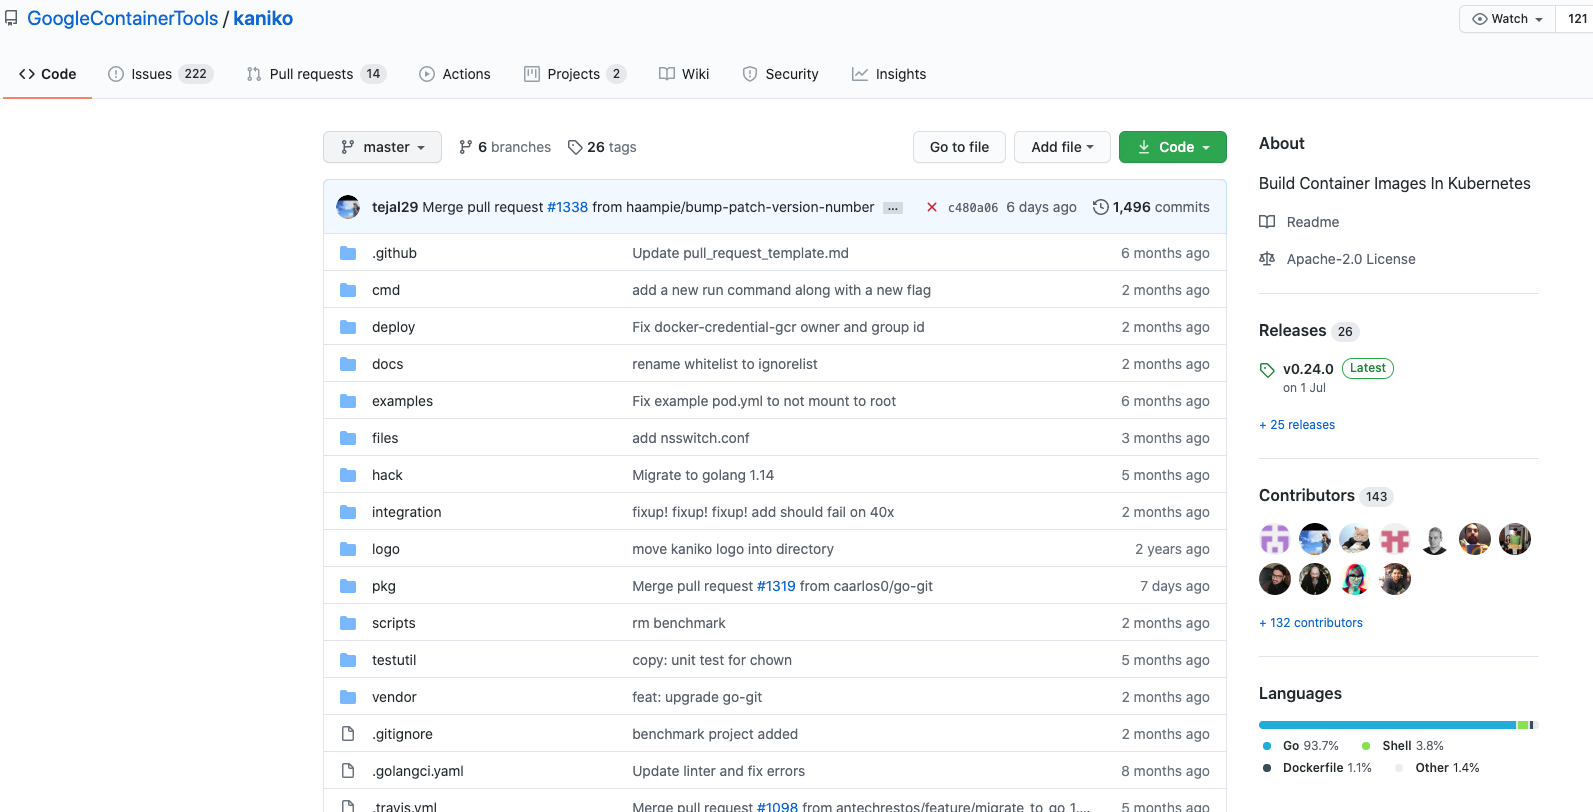 GoogleContainerTools / kaniko
Watch 121
Code Issues 222 Pull requests 14 Actions Projects 2 Wiki Security Insights
master 6 branches 26 tags Go to file Add file Code
tejal29 Merge pull request #1338 from haampie/bump-patch-version-number ... c480a06 6 days ago 1,496 commits
.github Update pull_request_template.md 6 months ago
cmd add a new run command along with a new flag 2 months ago
deploy Fix docker-credential-gcr owner and group id 2 months ago
docs rename whitelist to ignorelist 2 months ago
examples Fix example pod.yml to not mount to root 6 months ago
files add nsswitch.conf 3 months ago
hack Migrate to golang 1.14 5 months ago
integration fixup! fixup! fixup! add should fail on 40x 2 months ago
logo move kaniko logo into directory 2 years ago
pkg Merge pull request #1319 from caarlos0/go-git 7 days ago
scripts rm benchmark 2 months ago
testutil copy: unit test for chown 5 months ago
vendor feat: upgrade go-git 2 months ago
.gitignore benchmark project added 2 months ago
.golangci.yaml Update linter and fix errors 8 months ago
.travis.yml Merge pull request #1098 from antechrestos/feature/migrate_to_go_1.... 5 months ago
About
Build Container Images In Kubernetes
Readme
Apache-2.0 License
Releases 26
v0.24.0 Latest
on 1 Jul
+ 25 releases
Contributors 143
+ 132 contributors
Languages
Go 93.7% Shell 3.8%
Dockerfile 1.1% Other 1.4%